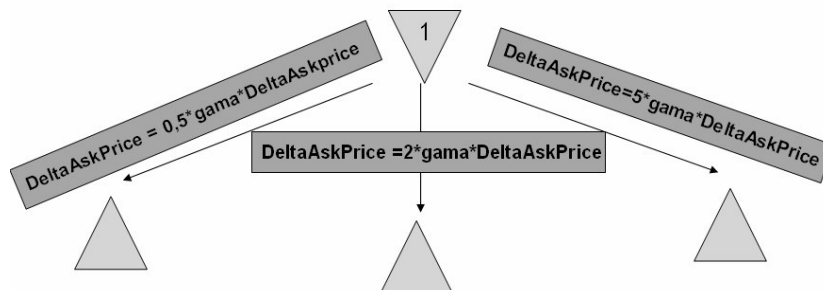 1
DeltaAskPrice = 0,5*gama*DeltaAskprice
DeltaAskPrice =2*gama*DeltaAskPrice
DeltaAskPrice=5*gama*DeltaAskPrice